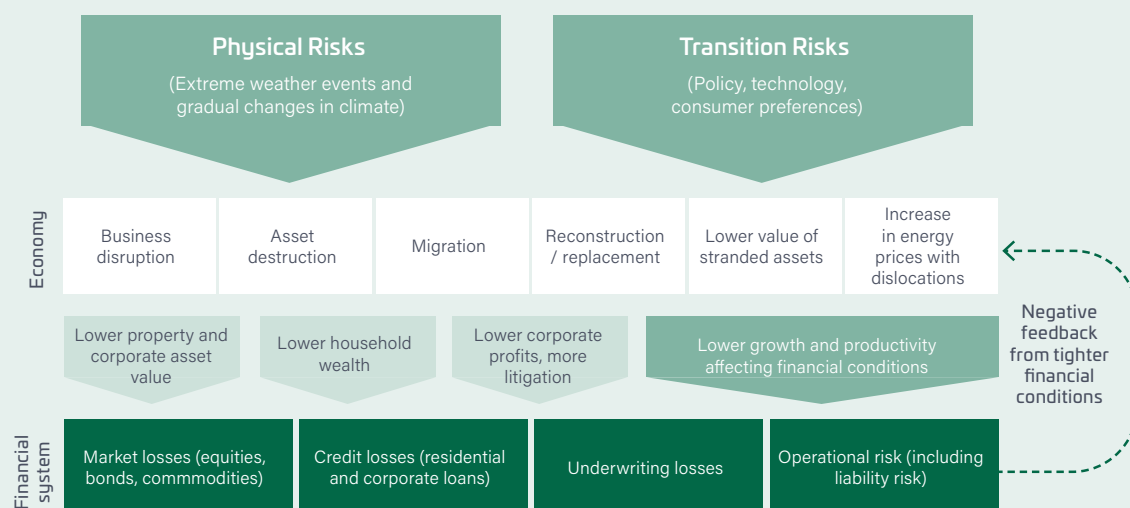 Physical Risks
(Extreme weather events and
gradual changes in climate)
Transition Risks
(Policy, technology,
consumer preferences)
Economy
Business
disruption
Asset
destruction
Migration
Reconstruction
/ replacement
Lower value of
stranded assets
Increase
in energy
prices with
dislocations
Lower property and
corporate asset
value
Lower household
wealth
Lower corporate
profits, more
litigation
Lower growth and productivity
affecting financial conditions
Negative
feedback
from tighter
financial
conditions
Financial
system
Market losses (equities,
bonds, commmodities)
Credit losses (residential
and corporate loans)
Underwriting losses
Operational risk (including
liability risk)